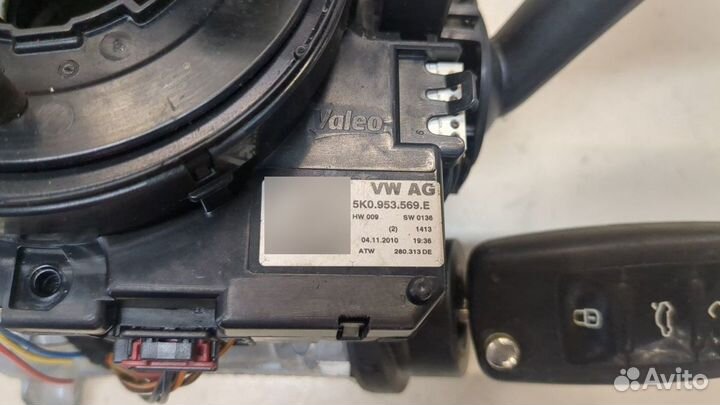 Valeo
VW AG
5K0.953.569.E
HW 009 SW 0136
(2) 1413
04.11.2010 19:36
ATW 280.313 DE
Avito